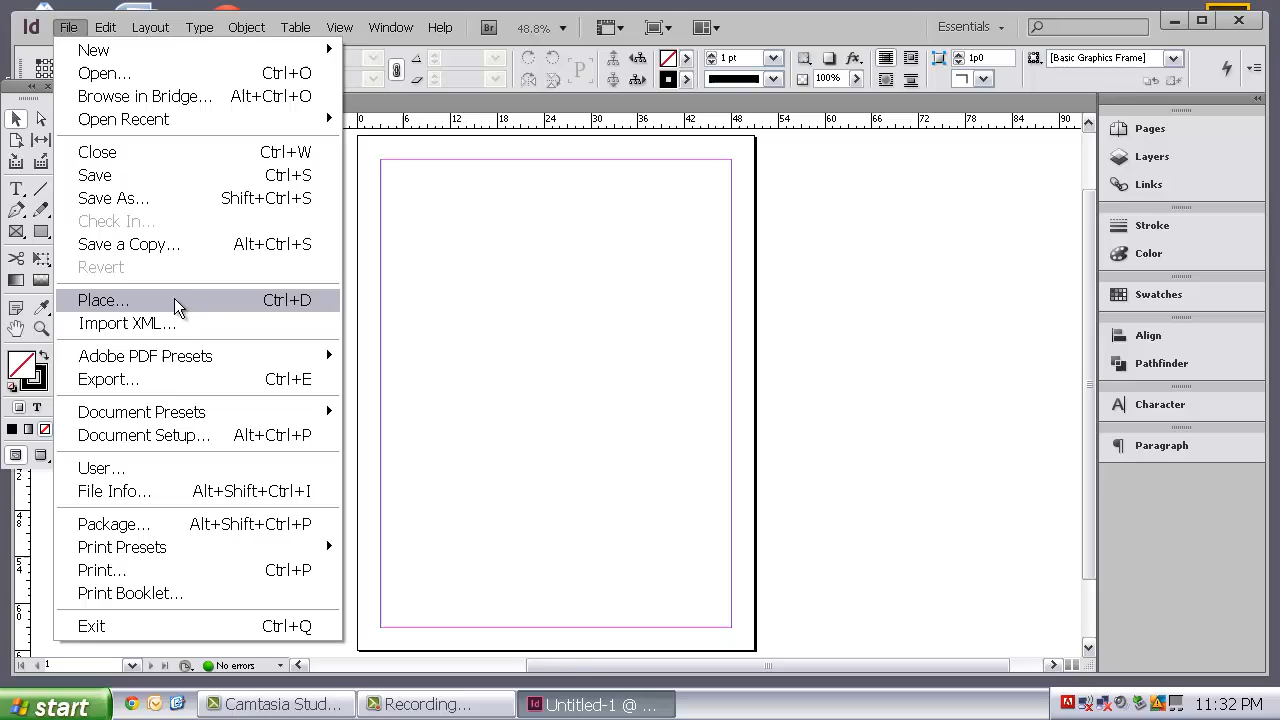 Id File Edit Layout Type Object Table View Window Help Br 48.8% Essentials
1 pt 1p0 [Basic Graphics Frame]
100%
New
Open... Ctrl+O
Browse in Bridge... Alt+Ctrl+O
Open Recent
Close Ctrl+W
Save Ctrl+S
Save As... Shift+Ctrl+S
Check In...
Save a Copy... Alt+Ctrl+S
Revert
Place... Ctrl+D
Import XML...
Adobe PDF Presets
Export... Ctrl+E
Document Presets
Document Setup... Alt+Ctrl+P
User...
File Info... Alt+Shift+Ctrl+I
Package... Alt+Shift+Ctrl+P
Print Presets
Print... Ctrl+P
Print Booklet...
Exit Ctrl+Q
0 6 12 18 24 30 36 42 48 54 60 66 72 78 84 90
Pages
Layers
Links
Stroke
Color
Swatches
Align
Pathfinder
Character
Paragraph
48
54
60
1 No errors
start Camtasia Stud... Recording... Untitled-1 @ ... 11:32 PM